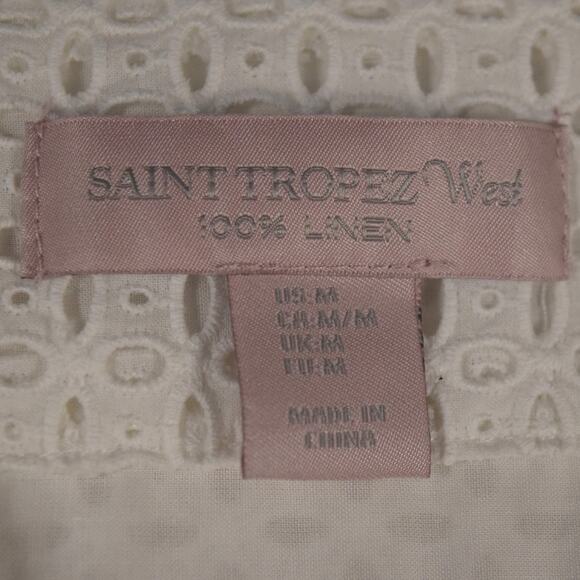 SAINT TROPEZ West
100% LINEN
US:M
CA:M/M
UK:M
EU:M
MADE IN
CHINA